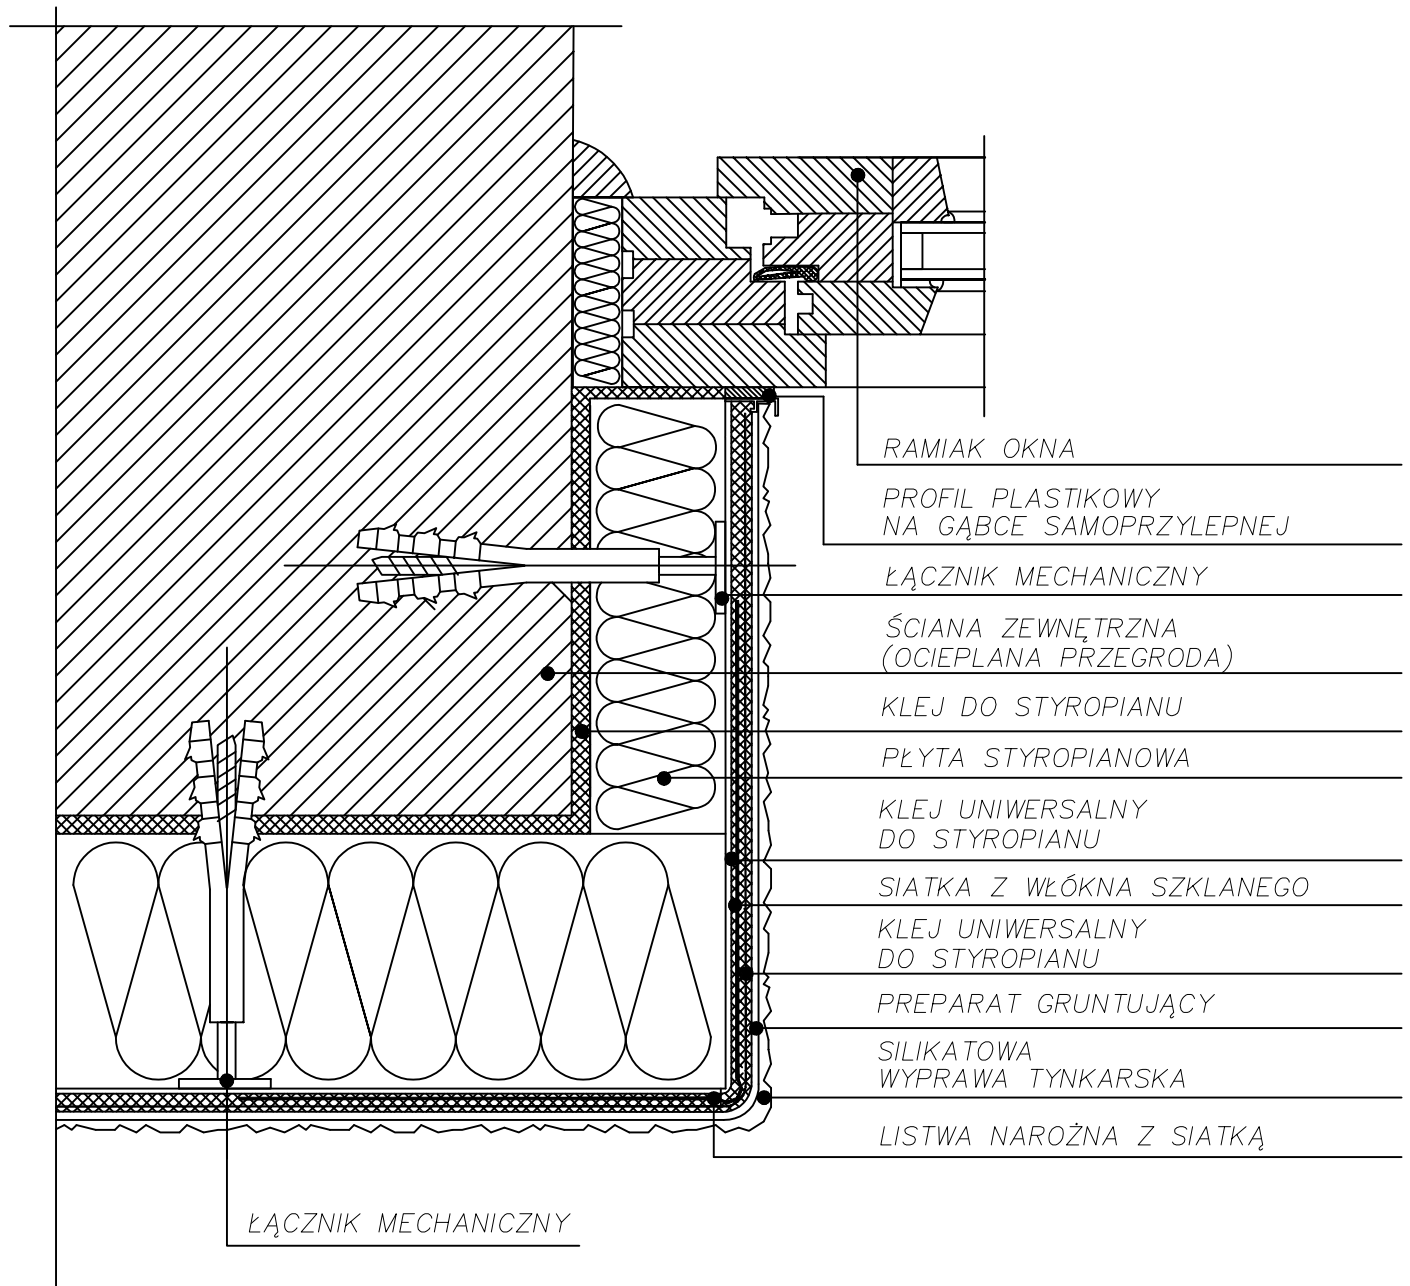 RAMIAK OKNA
PROFIL PLASTIKOWY
NA GĄBCE SAMOPRZYLEPNEJ
ŁĄCZNIK MECHANICZNY
ŚCIANA ZEWNĘTRZNA
(OCIEPLANA PRZEGRODA)
KLEJ DO STYROPIANU
PŁYTA STYROPIANOWA
KLEJ UNIWERSALNY
DO STYROPIANU
SIATKA Z WŁÓKNA SZKLANEGO
KLEJ UNIWERSALNY
DO STYROPIANU
PREPARAT GRUNTUJĄCY
SILIKATOWA
WYPRAWA TYNKARSKA
LISTWA NAROŻNA Z SIATKĄ
ŁĄCZNIK MECHANICZNY